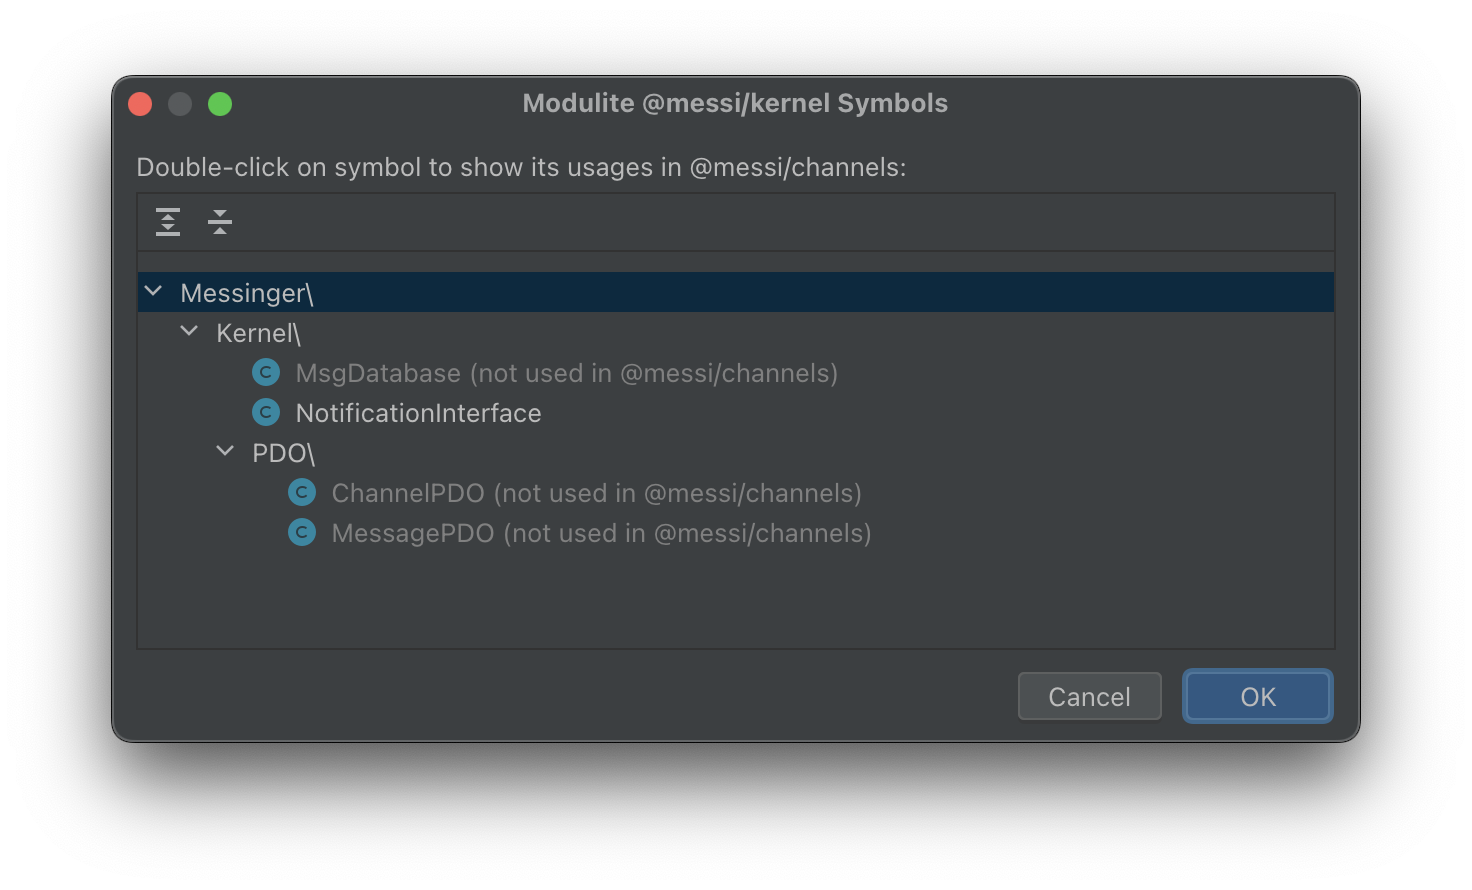 Modulite @messi/kernel Symbols
Double-click on symbol to show its usages in @messi/channels:
Messinger\
Kernel\
C MsgDatabase (not used in @messi/channels)
C NotificationInterface
PDO\
C ChannelPDO (not used in @messi/channels)
C MessagePDO (not used in @messi/channels)
Cancel OK